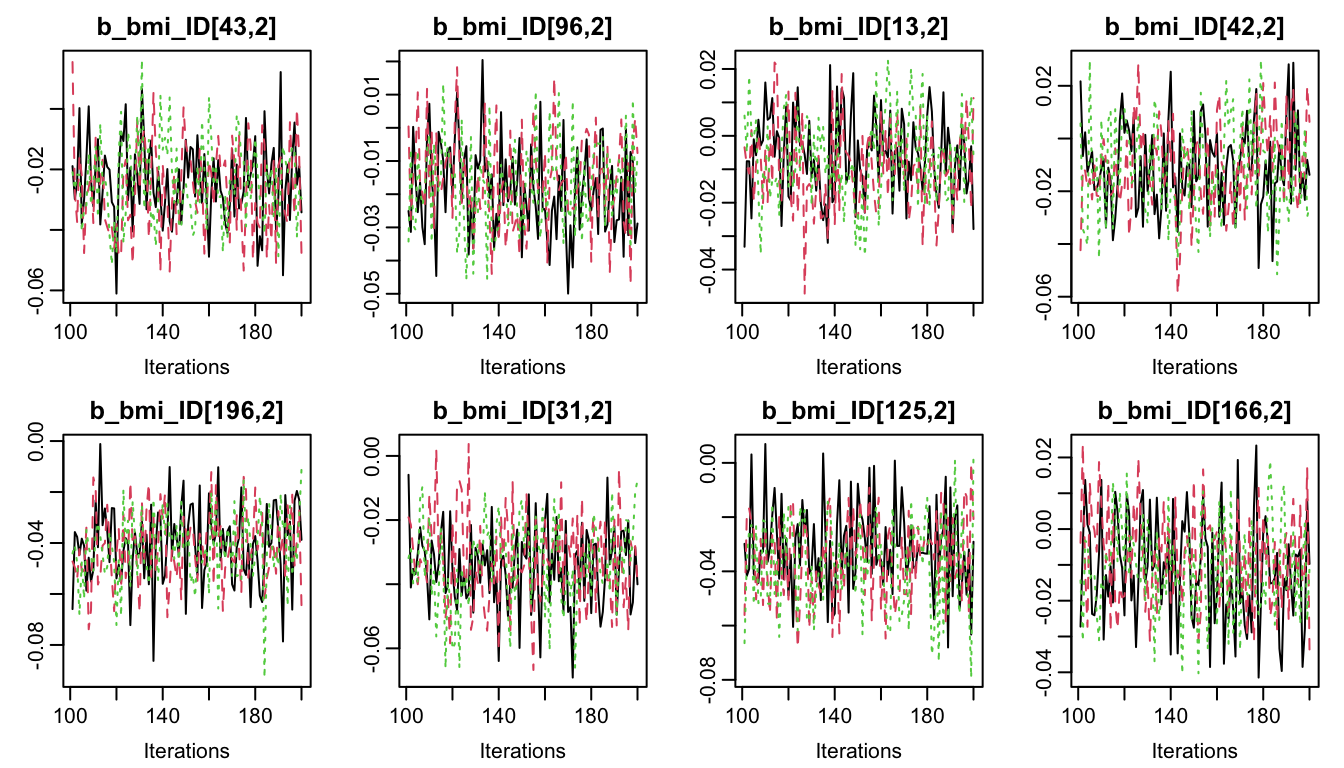 b_bmi_ID[43,2] b_bmi_ID[96,2] b_bmi_ID[13,2] b_bmi_ID[42,2]
-0.06 -0.02
100 140 180
Iterations
-0.05 -0.03 -0.01 0.01
100 140 180
Iterations
-0.04 -0.02 0.00 0.02
100 140 180
Iterations
-0.06 -0.02 0.02
100 140 180
Iterations
b_bmi_ID[196,2] b_bmi_ID[31,2] b_bmi_ID[125,2] b_bmi_ID[166,2]
-0.08 -0.04 0.00
100 140 180
Iterations
-0.06 -0.02 0.00
100 140 180
Iterations
-0.08 -0.04 0.00
100 140 180
Iterations
-0.04 -0.02 0.00 0.02
100 140 180
Iterations